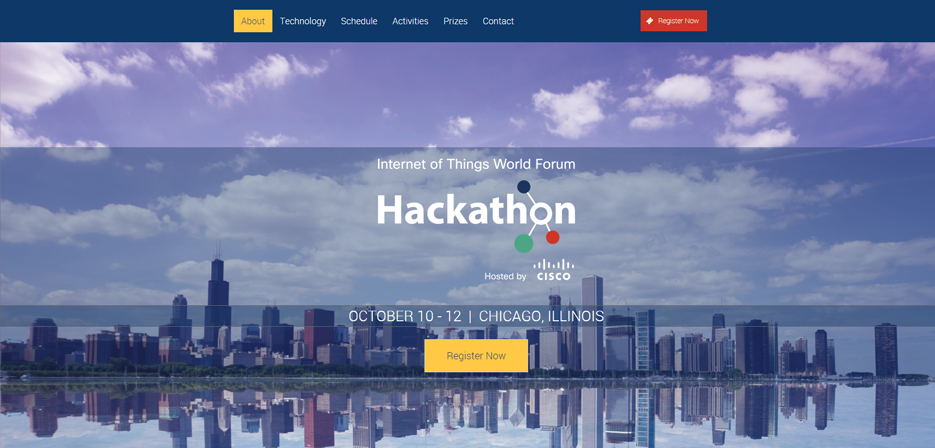 About Technology Schedule Activities Prizes Contact Register Now
Internet of Things World Forum
Hackathon
Hosted by CISCO
OCTOBER 10 - 12 | CHICAGO, ILLINOIS
Register Now